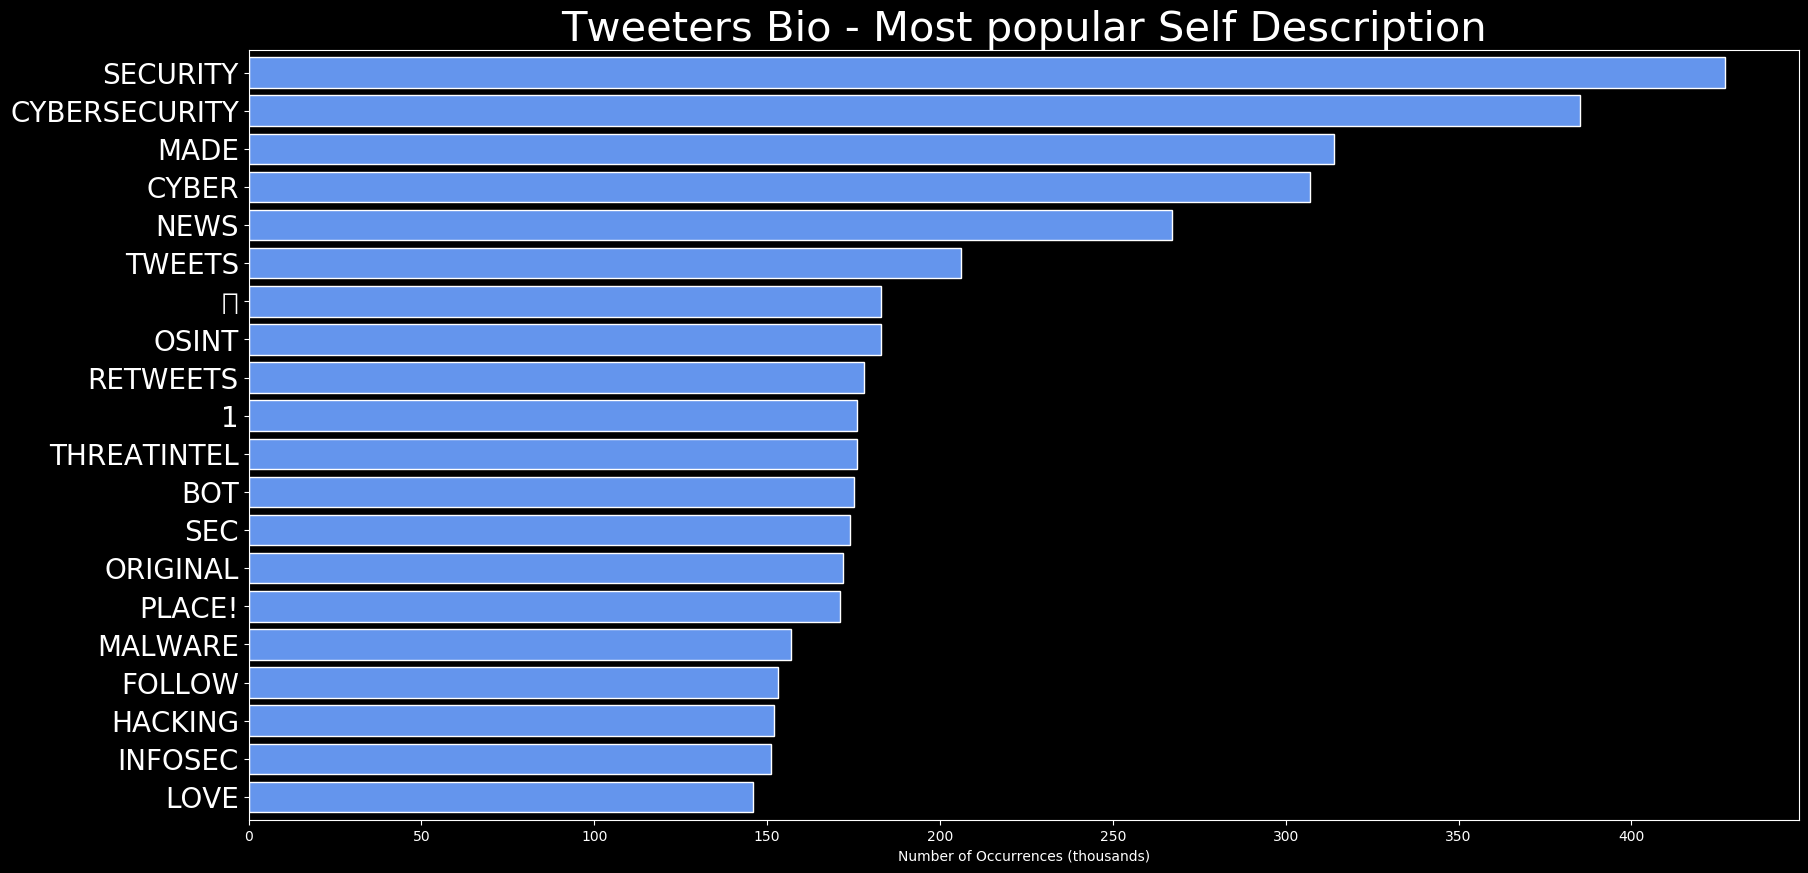 Tweeters Bio - Most popular Self Description
SECURITY
CYBERSECURITY
MADE
CYBER
NEWS
TWEETS
OSINT
RETWEETS
1
THREATINTEL
BOT
SEC
ORIGINAL
PLACE!
MALWARE
FOLLOW
HACKING
INFOSEC
LOVE
0 50 100 150 200 250 300 350 400
Number of Occurrences (thousands)